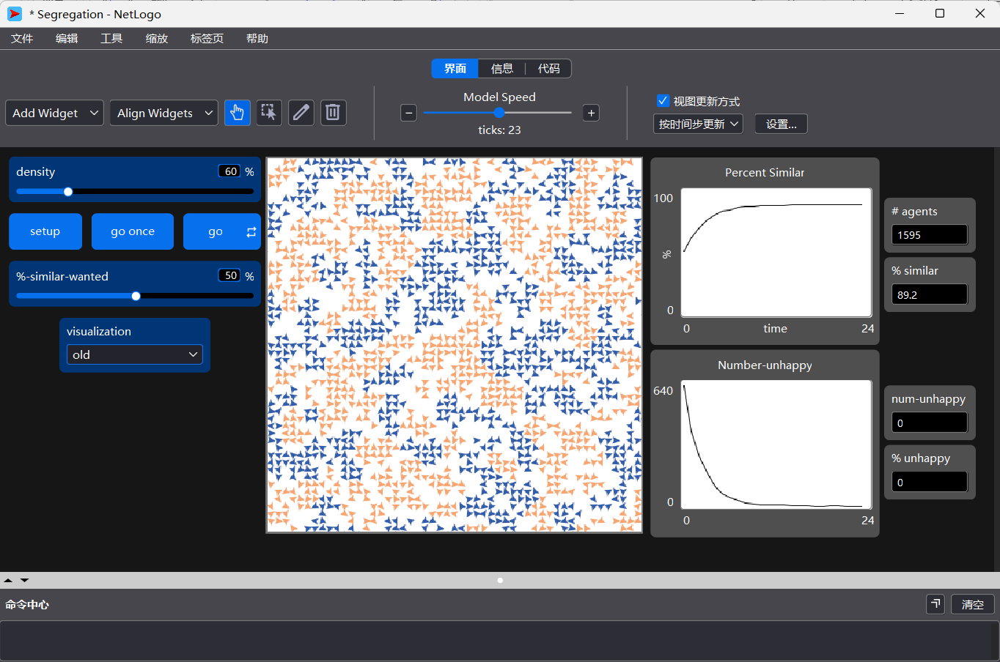 * Segregation - NetLogo
文件 编辑 工具 缩放 标签页 帮助
界面 信息 代码
Add Widget
Align Widgets
Model Speed
ticks: 23
视图更新方式
按时间步更新
设置...
density 60 %
setup
go once
go
%-similar-wanted 50 %
visualization
old
Percent Similar
100
%
0
0 time 24
# agents
1595
% similar
89.2
Number-unhappy
640
0
0 24
num-unhappy
0
% unhappy
0
命令中心
清空